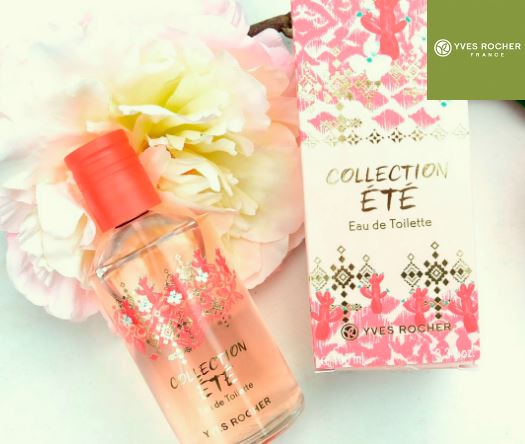 YVES ROCHER
FRANCE
COLLECTION
ÉTÉ
Eau de Toilette
YVES ROCHER
COLLECTION
ÉTÉ
Eau de Toilette
YVES ROCHER